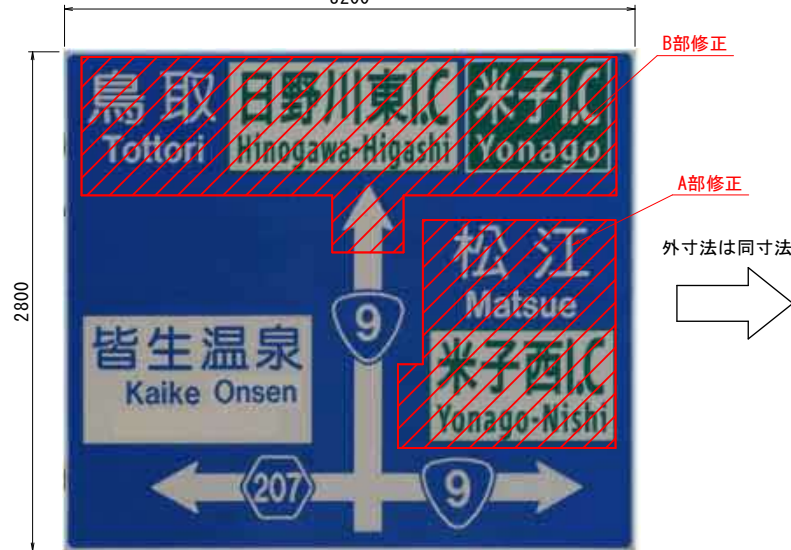 B部修正
鳥取 日野川東I.C 米子I.C
Tottori Hinogawa-Higashi Yonago
A部修正
松江
Matsue
外寸法は同寸法
2800
9
皆生温泉
Kaike Onsen
米子西I.C
Yonago-Nishi
207
9